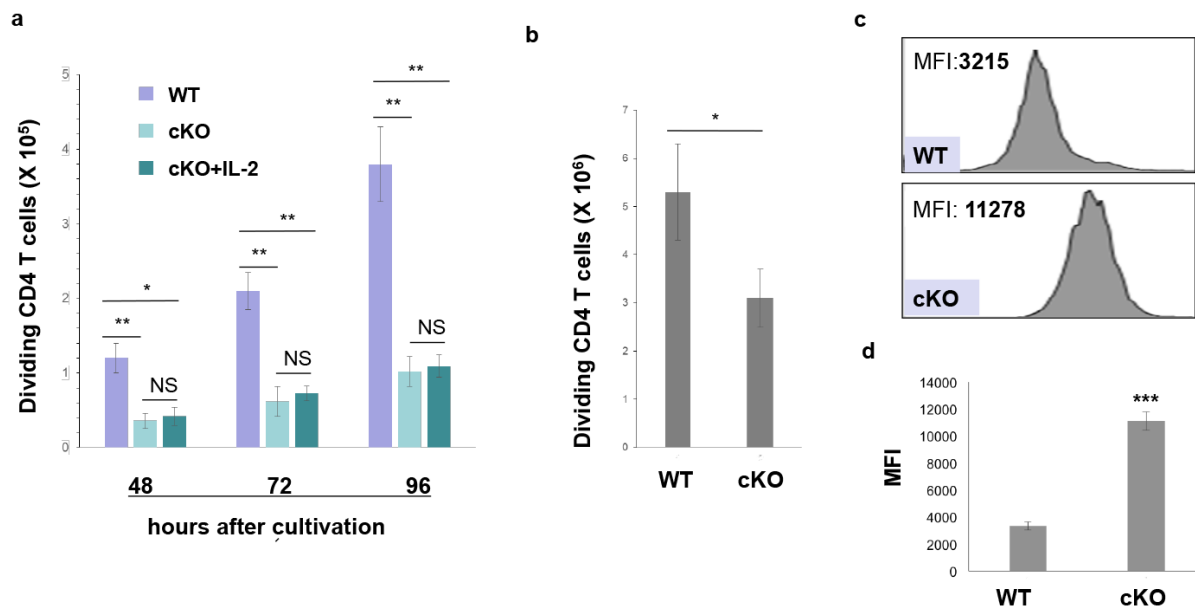 a
Dividing CD4 T cells (X 10⁵)
5
4
3
2
1
0
WT
cKO
cKO+IL-2
**
*
NS
**
**
NS
**
**
NS
48 72 96
hours after cultivation
b
Dividing CD4 T cells (X 10⁶)
7
6
5
4
3
2
1
0
*
WT cKO
c
MFI:3215
WT
MFI: 11278
cKO
d
MFI
14000
12000
10000
8000
6000
4000
2000
0
***
WT cKO